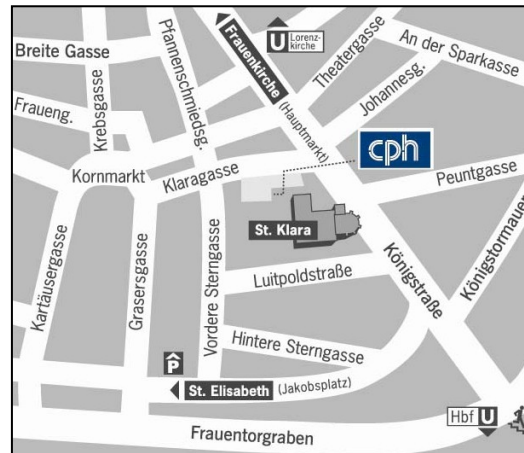 Breite Gasse
Pfannenschmiedsg.
Frauenkirche
(Hauptmarkt)
U Lorenz-
kirche
Theatergasse
An der Sparkasse
Johannesg.
Fraueng.
Krebsgasse
cph
Kornmarkt
Klaragasse
Peuntgasse
St. Klara
Kartäusergasse
Grasersgasse
Vordere Sterngasse
Luitpoldstraße
Königstraße
Königstormauer
Hintere Sterngasse
P
St. Elisabeth (Jakobsplatz)
Hbf U
Frauentorgraben